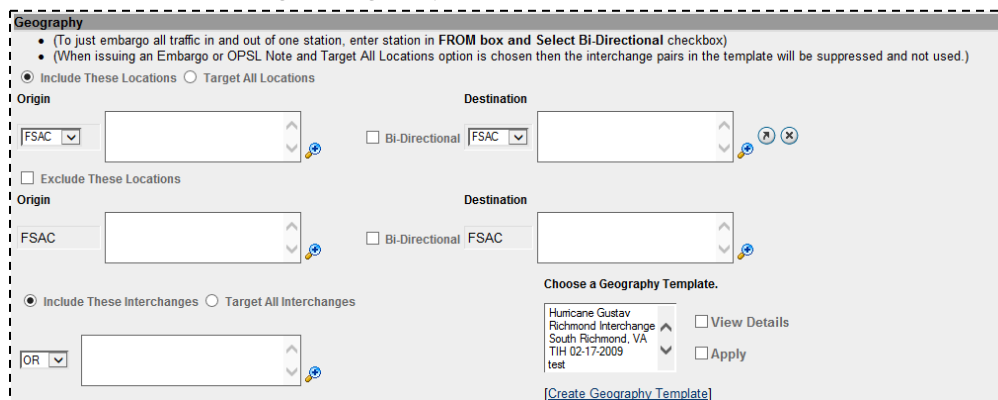 Geography
(To just embargo all traffic in and out of one station, enter station in FROM box and Select Bi-Directional checkbox)
(When issuing an Embargo or OPSL Note and Target All Locations option is chosen then the interchange pairs in the template will be suppressed and not used.)
Include These Locations Target All Locations
Origin Destination
FSAC Bi-Directional FSAC
Exclude These Locations
Origin Destination
FSAC Bi-Directional FSAC
Choose a Geography Template.
Include These Interchanges Target All Interchanges
Hurricane Gustav
Richmond Interchange
South Richmond, VA
TIH 02-17-2009
test
View Details
Apply
OR
[Create Geography Template]